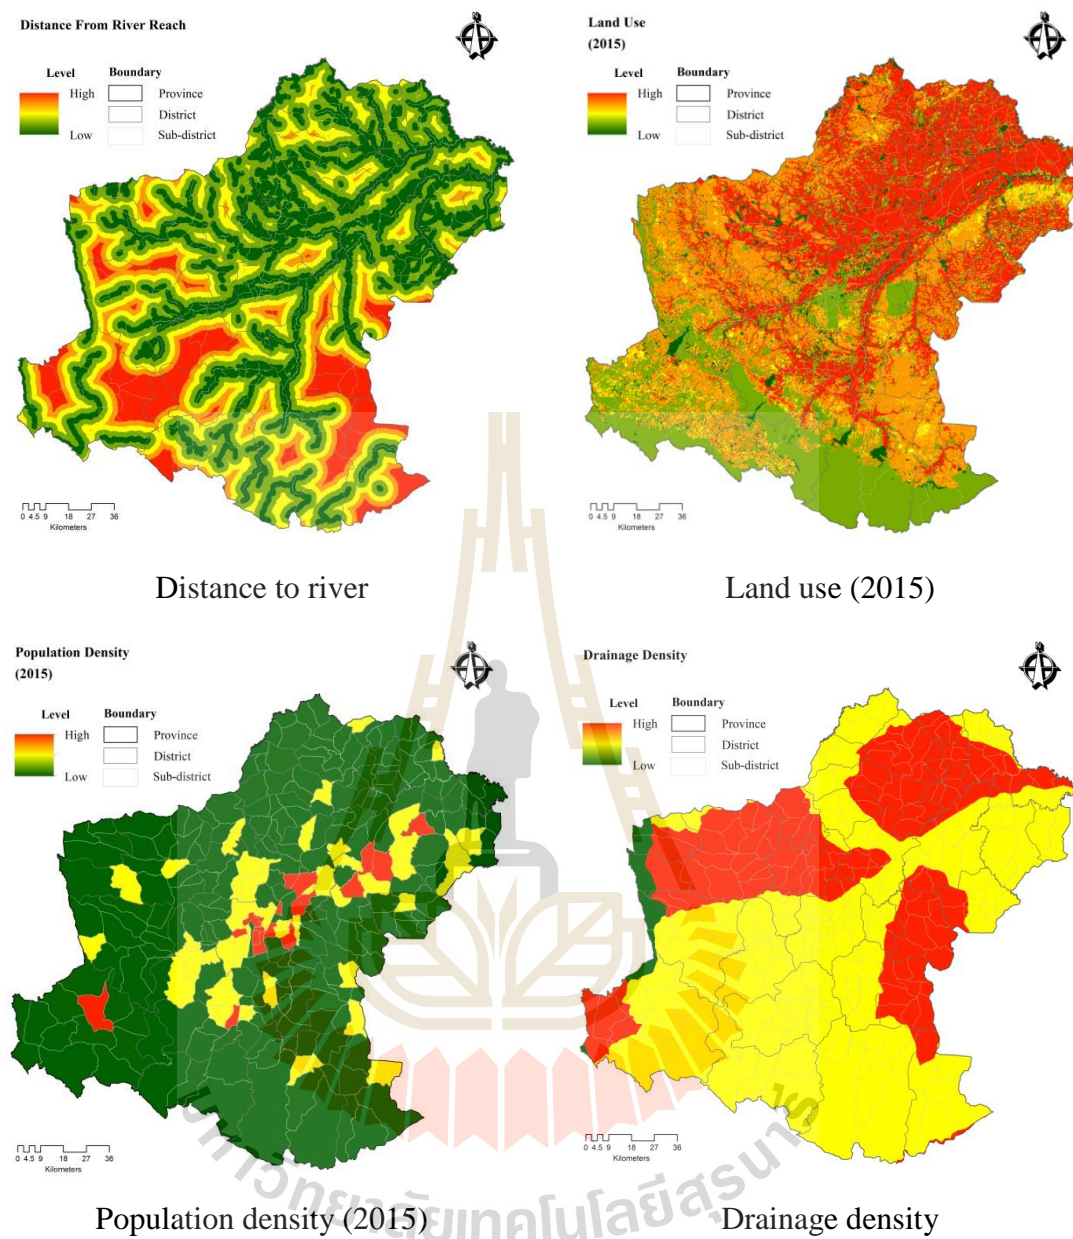 Distance From River Reach
Level Boundary
High Province
District
Low Sub-district
0 4.5 9 18 27 36
Kilometers
Distance to river
Land Use
(2015)
Level Boundary
High Province
District
Low Sub-district
0 4.5 9 18 27 36
Kilometers
Land use (2015)
Population Density
(2015)
Level Boundary
High Province
District
Low Sub-district
0 4.5 9 18 27 36
Kilometers
Population density (2015)
Drainage Density
Level Boundary
High Province
District
Low Sub-district
0 4.5 9 18 27 36
Kilometers
Drainage density